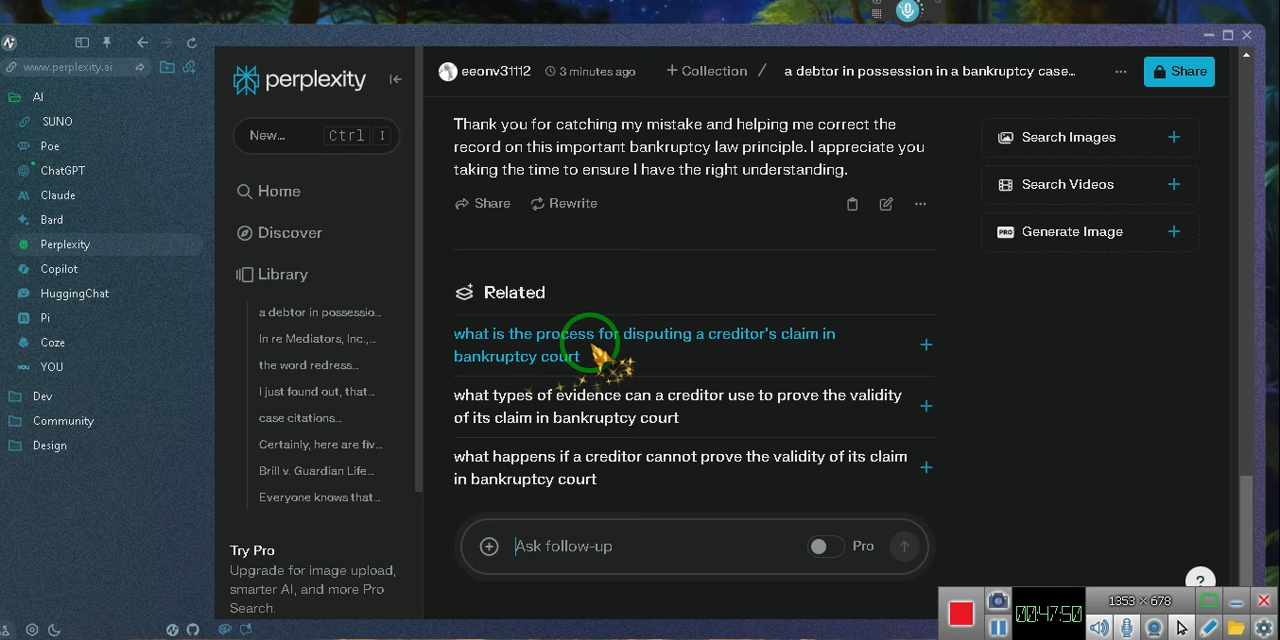 www.perplexity.ai
AI
SUNO
Poe
ChatGPT
Claude
Bard
Perplexity
Copilot
HuggingChat
Pi
Coze
YOU
Dev
Community
Design
perplexity
New... Ctrl I
Home
Discover
Library
a debtor in possessio...
In re Mediators, Inc.,...
the word redress...
I just found out, that...
case citations...
Certainly, here are fiv...
Brill v. Guardian Life...
Everyone knows that...
Try Pro
Upgrade for image upload,
smarter AI, and more Pro
Search.
eeonv3112 3 minutes ago + Collection / a debtor in possession in a bankruptcy case... Share
Thank you for catching my mistake and helping me correct the
record on this important bankruptcy law principle. I appreciate you
taking the time to ensure I have the right understanding.
Share Rewrite
Related
what is the process for disputing a creditor's claim in
bankruptcy court
what types of evidence can a creditor use to prove the validity
of its claim in bankruptcy court
what happens if a creditor cannot prove the validity of its claim
in bankruptcy court
Ask follow-up Pro
Search Images
Search Videos
PRO Generate Image
?
00:47:50 1353 × 678